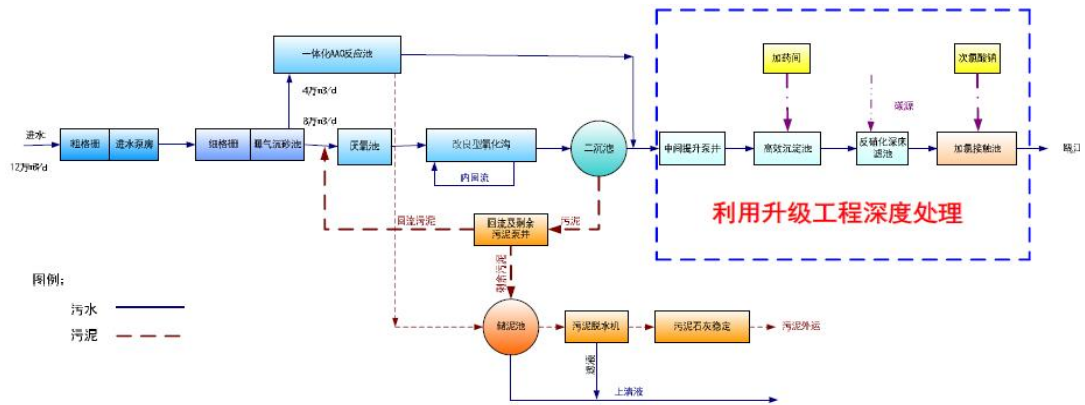 一体化AAO反应池
加药间
次氯酸钠
4万m3/d
碳源
进水
8万m3/d
粗格栅
进水泵房
细格栅
曝气沉砂池
厌氧池
改良型氧化沟
二沉池
中间提升泵井
高效沉淀池
反硝化深床
滤池
加氯接触池
瓯江
12万m3/d
内回流
利用升级工程深度处理
回流污泥
回流及剩余
污泥泵井
污泥
剩余污泥
图例：
污水
污泥
储泥池
污泥脱水机
污泥石灰稳定
污泥外运
滤液
上清液